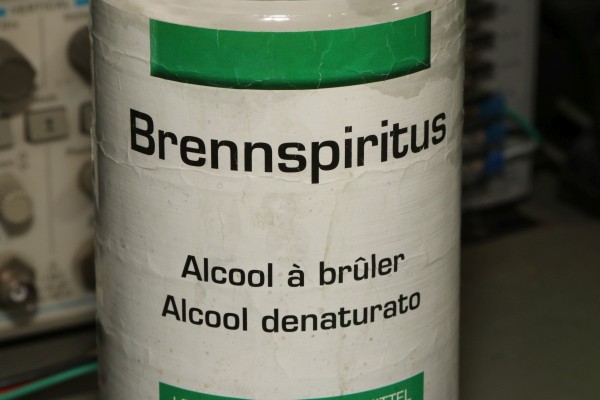 Brennspiritus
Alcool à brûler
Alcool denaturato